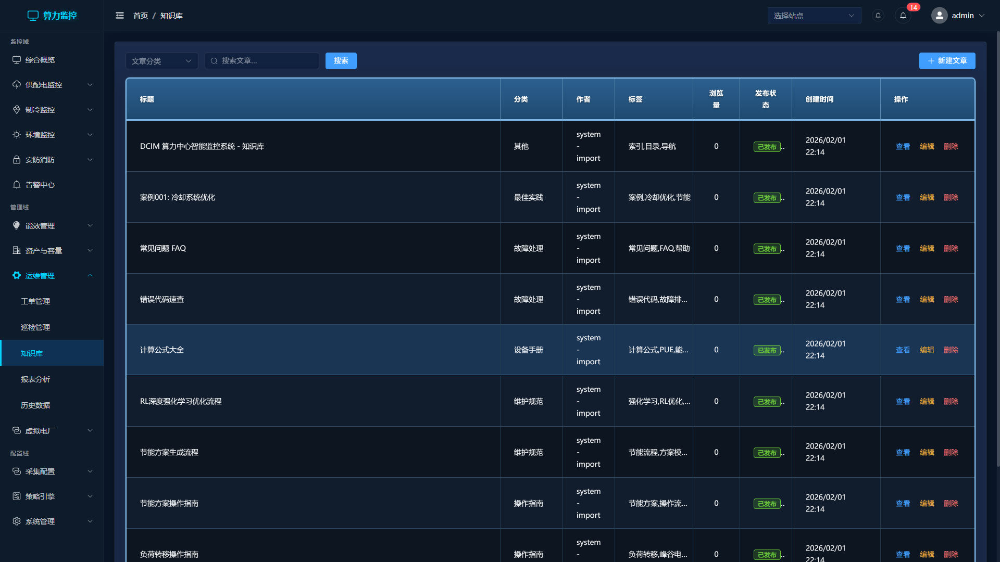 算力监控
首页 / 知识库
选择站点
14
admin
监控域
综合概览
供配电监控
制冷监控
环境监控
安防消防
告警中心
管理域
能效管理
资产与容量
运维管理
工单管理
巡检管理
知识库
报表分析
历史数据
虚拟电厂
配置域
采集配置
策略引擎
系统管理
文章分类
搜索文章...
搜索
新建文章
标题 分类 作者 标签 浏览量 发布状态 创建时间 操作
DCIM 算力中心智能监控系统 - 知识库 其他 system - import 索引,目录,导航 0 已发布.. 2026/02/01 22:14 查看 编辑 删除
案例001: 冷却系统优化 最佳实践 system - import 案例,冷却优化,节能 0 已发布.. 2026/02/01 22:14 查看 编辑 删除
常见问题 FAQ 故障处理 system - import 常见问题,FAQ,帮助 0 已发布.. 2026/02/01 22:14 查看 编辑 删除
错误代码速查 故障处理 system - import 错误代码,故障排... 0 已发布.. 2026/02/01 22:14 查看 编辑 删除
计算公式大全 设备手册 system - import 计算公式,PUE,能... 0 已发布.. 2026/02/01 22:14 查看 编辑 删除
RL深度强化学习优化流程 维护规范 system - import 强化学习,RL优化,... 0 已发布.. 2026/02/01 22:14 查看 编辑 删除
节能方案生成流程 维护规范 system - import 节能流程,方案模... 0 已发布.. 2026/02/01 22:14 查看 编辑 删除
节能方案操作指南 操作指南 system - import 节能方案,操作流... 0 已发布.. 2026/02/01 22:14 查看 编辑 删除
负荷转移操作指南 操作指南 system - 负荷转移,峰谷电... 0 已发布.. 2026/02/01 22:14 查看 编辑 删除